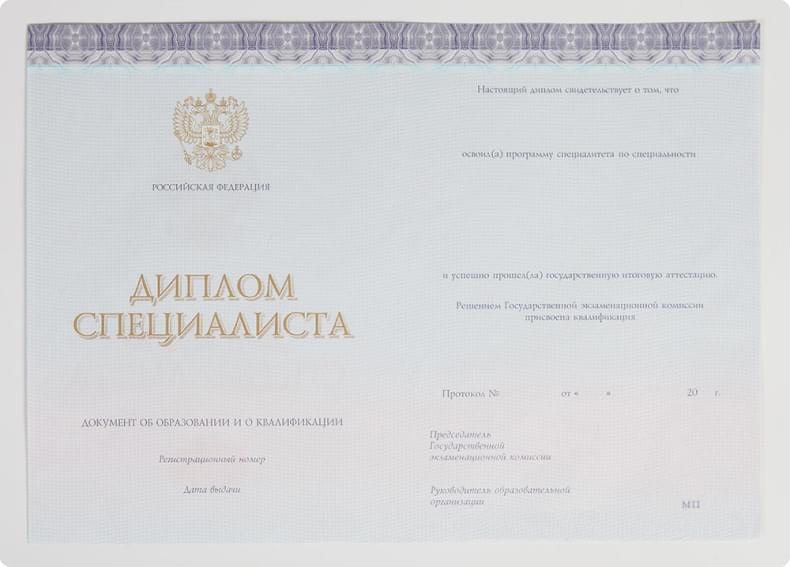 РОССИЙСКАЯ ФЕДЕРАЦИЯ
ДИПЛОМ
СПЕЦИАЛИСТА
ДОКУМЕНТ ОБ ОБРАЗОВАНИИ И О КВАЛИФИКАЦИИ
Регистрационный номер
Дата выдачи
Настоящий диплом свидетельствует о том, что
освоил(а) программу специалитета по специальности
и успешно прошел(ла) государственную итоговую аттестацию.
Решением Государственной экзаменационной комиссии
присвоена квалификация
Протокол № от « » 20 г.
Председатель
Государственной
экзаменационной комиссии
Руководитель образовательной
организации
МП